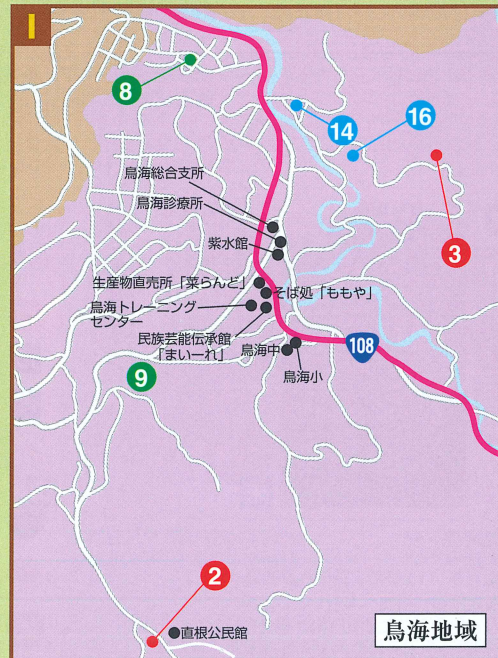 I
8
14
16
3
鳥海総合支所
鳥海診療所
紫水館
生産物直売所「菜らんど」
そば処「ももや」
鳥海トレーニング
センター
民族芸能伝承館
「まいーれ」
鳥海中
鳥海小
108
9
2
直根公民館
鳥海地域